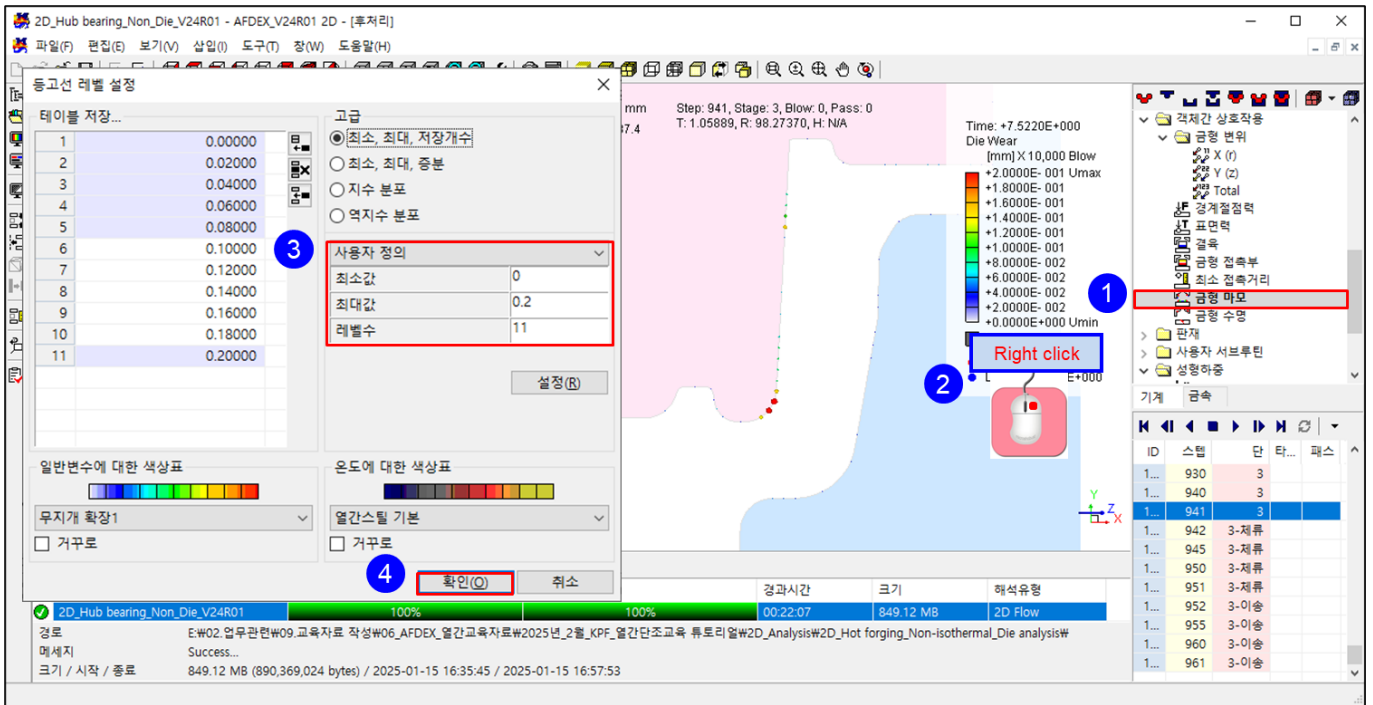 2D_Hub bearing_Non_Die_V24R01 - AFDEX_V24R01 2D - [후처리]
파일(F) 편집(E) 보기(V) 삽입(I) 도구(T) 창(W) 도움말(H)
등고선 레벨 설정
테이블 저장...
1 0.00000
2 0.02000
3 0.04000
4 0.06000
5 0.08000
6 0.10000
7 0.12000
8 0.14000
9 0.16000
10 0.18000
11 0.20000
고급
최소, 최대, 저장개수
최소, 최대, 증분
지수 분포
역지수 분포
3
사용자 정의
최소값 0
최대값 0.2
레벨수 11
설정(R)
일반변수에 대한 색상표
무지개 확장1
거꾸로
온도에 대한 색상표
열간스틸 기본
거꾸로
4
확인(O) 취소
mm Step: 941, Stage: 3, Blow: 0, Pass: 0
37.4 T: 1.05889, R: 98.27370, H: N/A
Time: +7.5220E+000
Die Wear
[mm] X 10,000 Blow
+2.0000E- 001 Umax
+1.8000E- 001
+1.6000E- 001
+1.4000E- 001
+1.2000E- 001
+1.0000E- 001
+8.0000E- 002
+6.0000E- 002
+4.0000E- 002
+2.0000E- 002
+0.0000E+000 Umin
Right click
2
E+000
Y
Z
X
객체간 상호작용
금형 변위
X (r)
Y (z)
Total
경계절점력
표면력
결육
금형 접촉부
최소 접촉거리
1
금형 마모
금형 수명
판재
사용자 서브루틴
성형하중
기계 금속
ID 스텝 단 타... 패스
1... 930 3
1... 940 3
1... 941 3
1... 942 3-제류
1... 945 3-제류
1... 950 3-제류
1... 951 3-제류
1... 952 3-이송
1... 955 3-이송
1... 960 3-이송
1... 961 3-이송
경과시간 크기 해석유형
2D_Hub bearing_Non_Die_V24R01 100% 100% 00:22:07 849.12 MB 2D Flow
경로 E:₩02.업무관련₩09.교육자료 작성₩06_AFDEX_열간교육자료₩2025년_2월_KPF_열간단조교육 튜토리얼₩2D_Analysis₩2D_Hot forging_Non-isothermal_Die analysis₩
메세지 Success...
크기 / 시작 / 종료 849.12 MB (890,369,024 bytes) / 2025-01-15 16:35:45 / 2025-01-15 16:57:53